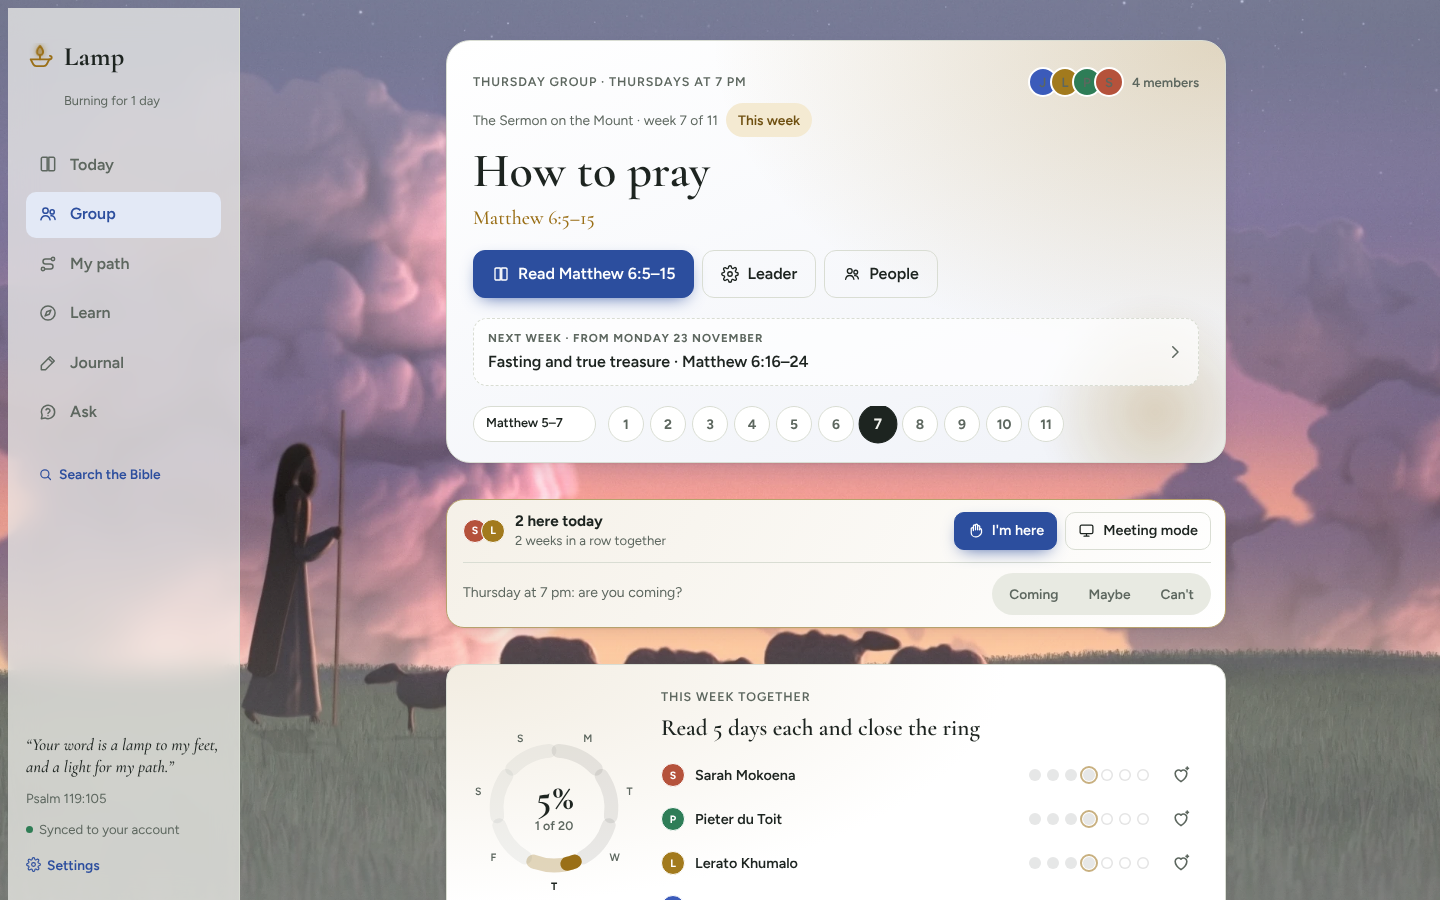 Lamp
Burning for 1 day
Today
Group
My path
Learn
Journal
Ask
Search the Bible
“Your word is a lamp to my feet,
and a light for my path.”
Psalm 119:105
Synced to your account
Settings
THURSDAY GROUP · THURSDAYS AT 7 PM
L S
4 members
The Sermon on the Mount · week 7 of 11
This week
How to pray
Matthew 6:5–15
Read Matthew 6:5–15
Leader
People
NEXT WEEK · FROM MONDAY 23 NOVEMBER
Fasting and true treasure · Matthew 6:16–24
Matthew 5–7
1 2 3 4 5 6 7 8 9 10 11
S L
2 here today
2 weeks in a row together
I'm here
Meeting mode
Thursday at 7 pm: are you coming?
Coming
Maybe
Can't
THIS WEEK TOGETHER
Read 5 days each and close the ring
S M
S T
5%
1 of 20
F W
T
S Sarah Mokoena
P Pieter du Toit
L Lerato Khumalo